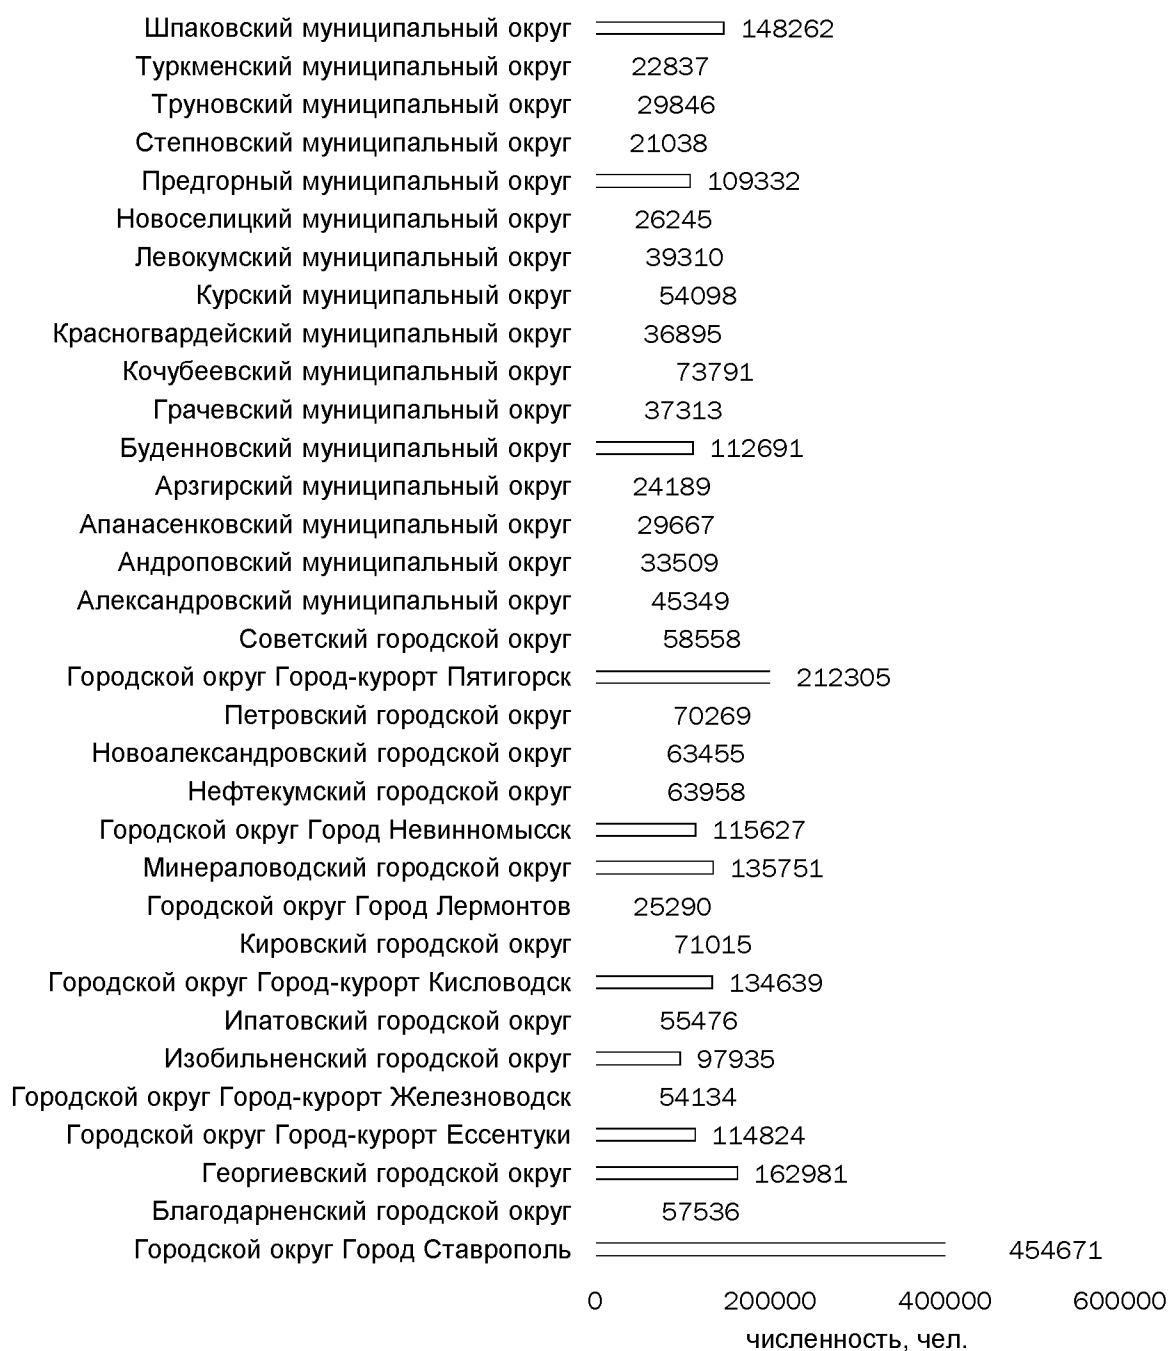 Шпаковский муниципальный округ 148262
Туркменский муниципальный округ 22837
Труновский муниципальный округ 29846
Степновский муниципальный округ 21038
Предгорный муниципальный округ 109332
Новоселицкий муниципальный округ 26245
Левокумский муниципальный округ 39310
Курский муниципальный округ 54098
Красногвардейский муниципальный округ 36895
Кочубеевский муниципальный округ 73791
Грачевский муниципальный округ 37313
Буденновский муниципальный округ 112691
Арзгирский муниципальный округ 24189
Апанасенковский муниципальный округ 29667
Андроповский муниципальный округ 33509
Александровский муниципальный округ 45349
Советский городской округ 58558
Городской округ Город-курорт Пятигорск 212305
Петровский городской округ 70269
Новоалександровский городской округ 63455
Нефтекумский городской округ 63958
Городской округ Город Невинномысск 115627
Минераловодский городской округ 135751
Городской округ Город Лермонтов 25290
Кировский городской округ 71015
Городской округ Город-курорт Кисловодск 134639
Ипатовский городской округ 55476
Изобильненский городской округ 97935
Городской округ Город-курорт Железноводск 54134
Городской округ Город-курорт Ессентуки 114824
Георгиевский городской округ 162981
Благодарненский городской округ 57536
Городской округ Город Ставрополь 454671
0 200000 400000 600000
численность, чел.